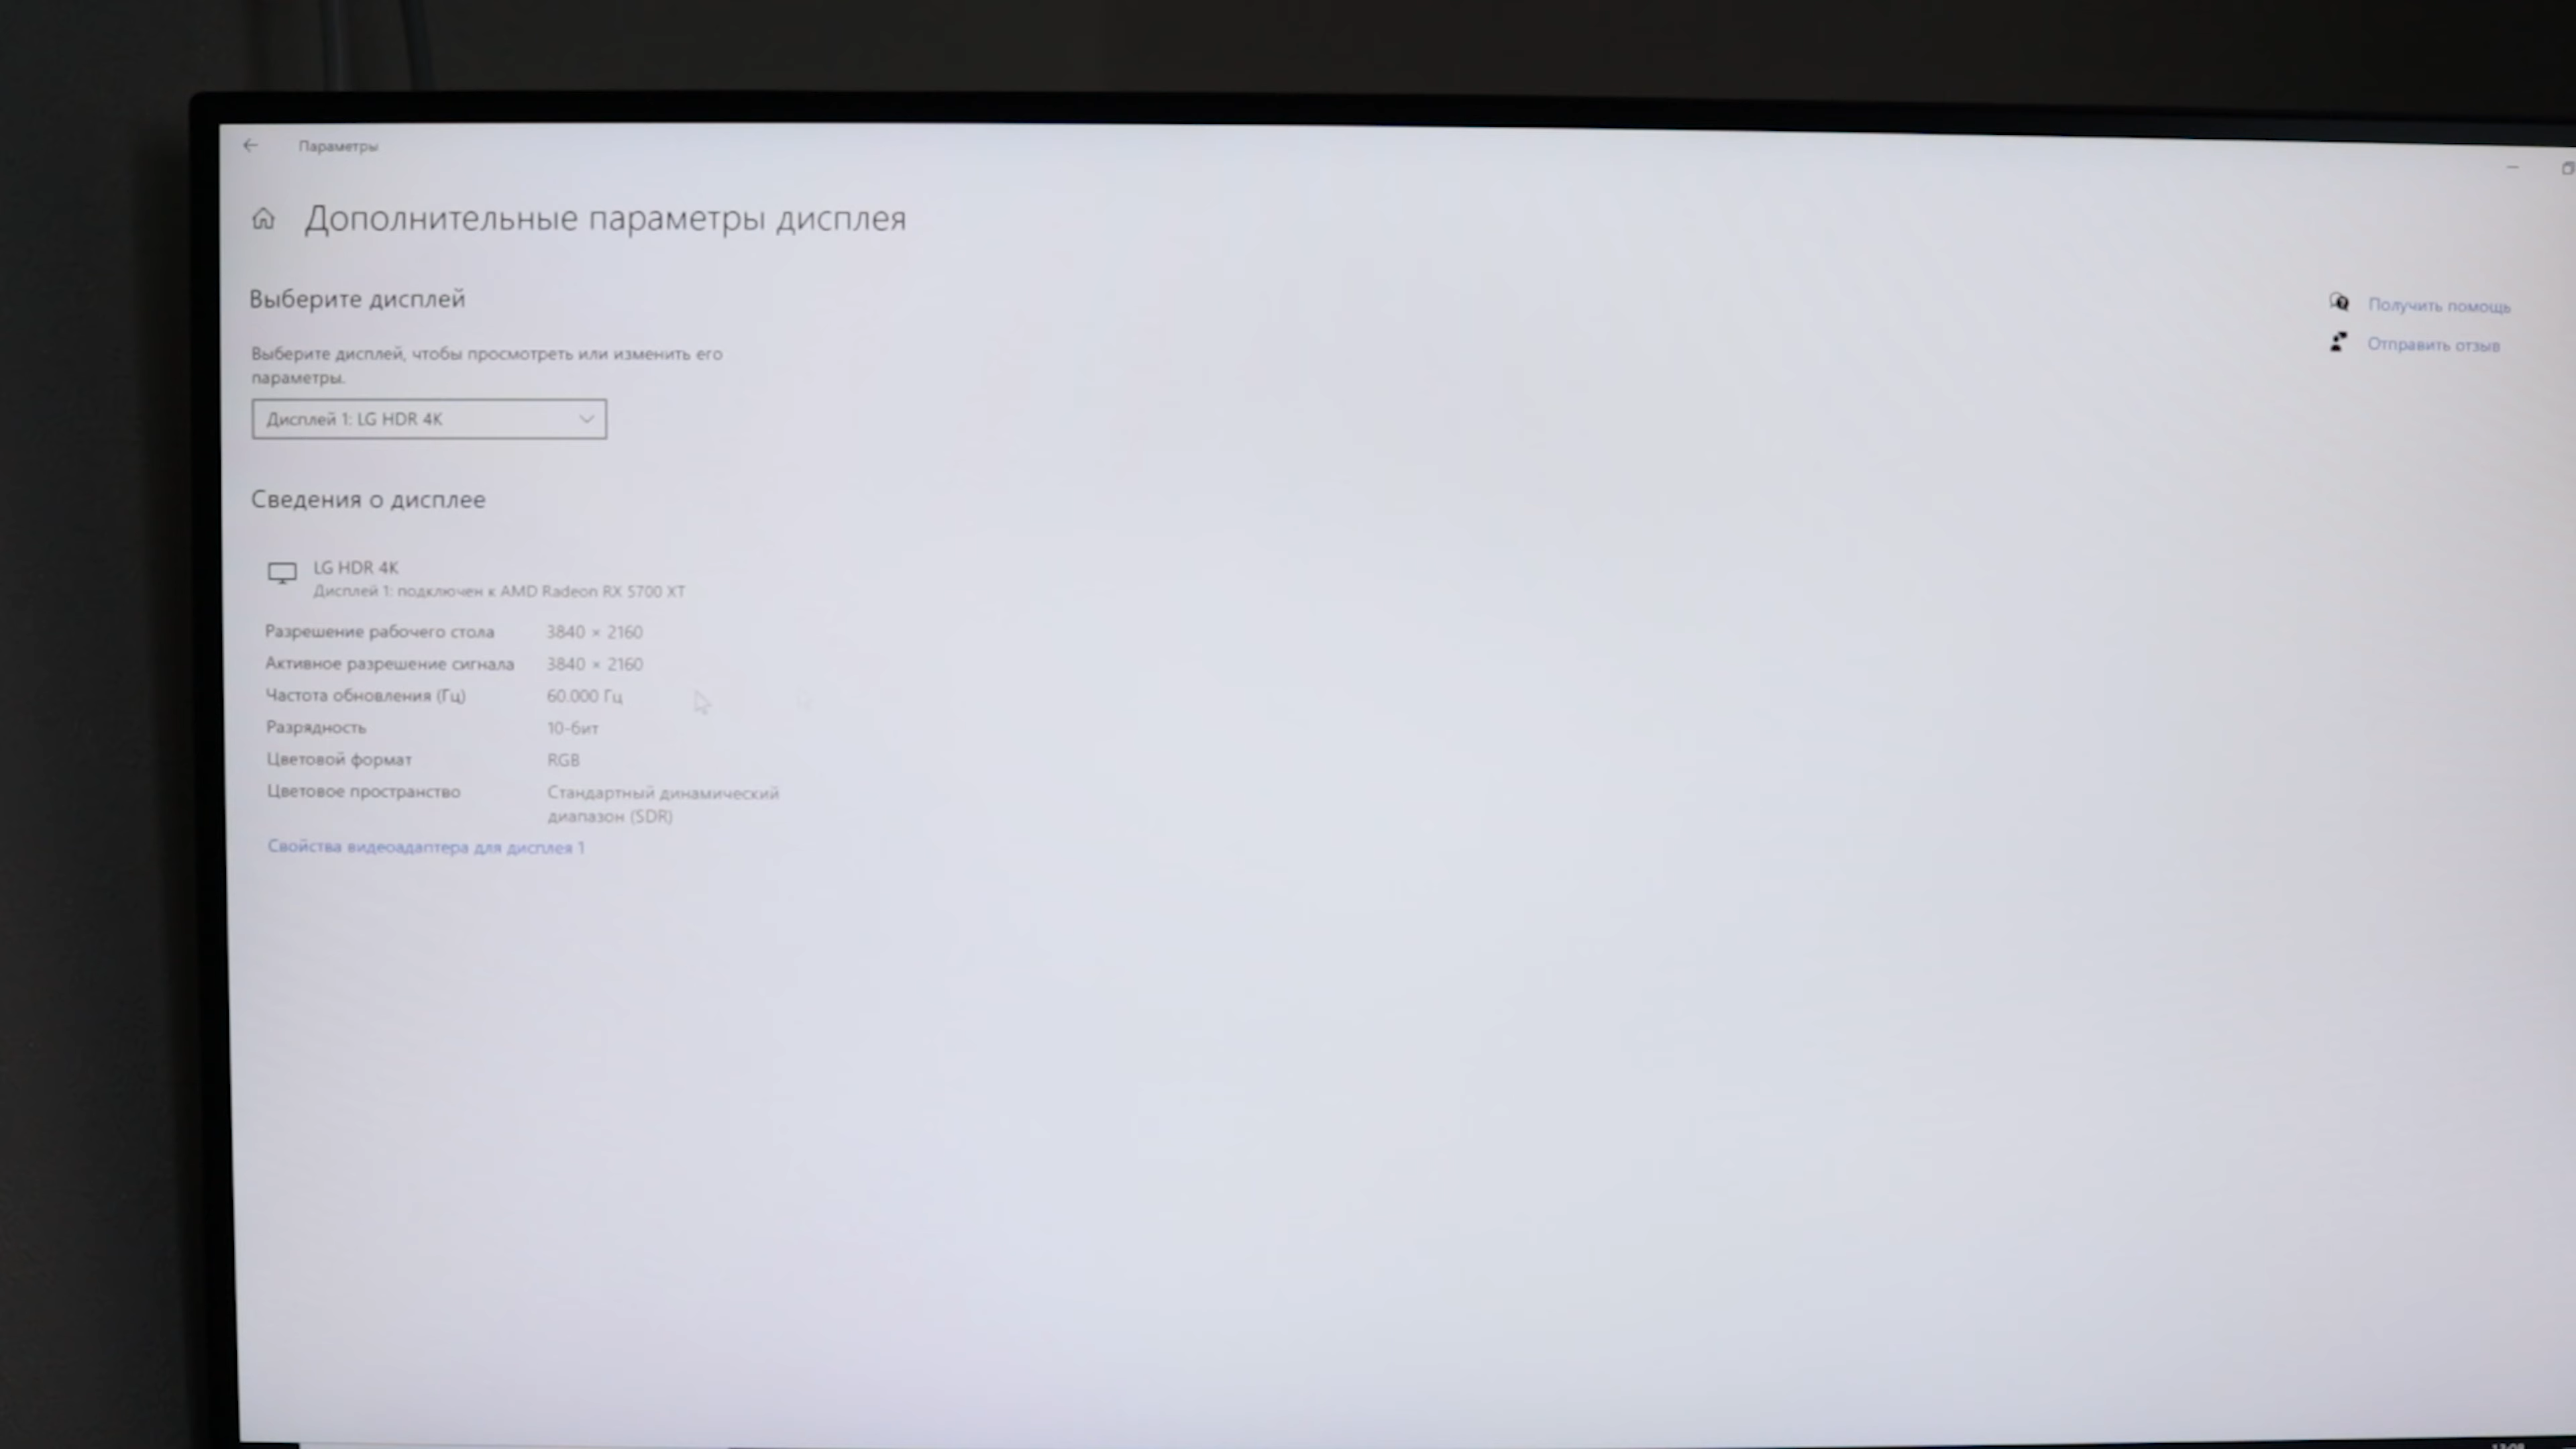 Параметры
Дополнительные параметры дисплея
Выберите дисплей
Выберите дисплей, чтобы просмотреть или изменить его
параметры.
Дисплей 1: LG HDR 4K
Сведения о дисплее
LG HDR 4K
Дисплей 1: подключен к AMD Radeon RX 5700 XT
Разрешение рабочего стола 3840 × 2160
Активное разрешение сигнала 3840 × 2160
Частота обновления (Гц) 60.000 Гц
Разрядность 10-бит
Цветовой формат RGB
Цветовое пространство Стандартный динамический
диапазон (SDR)
Свойства видеоадаптера для дисплея 1
Получить помощь
Отправить отзыв